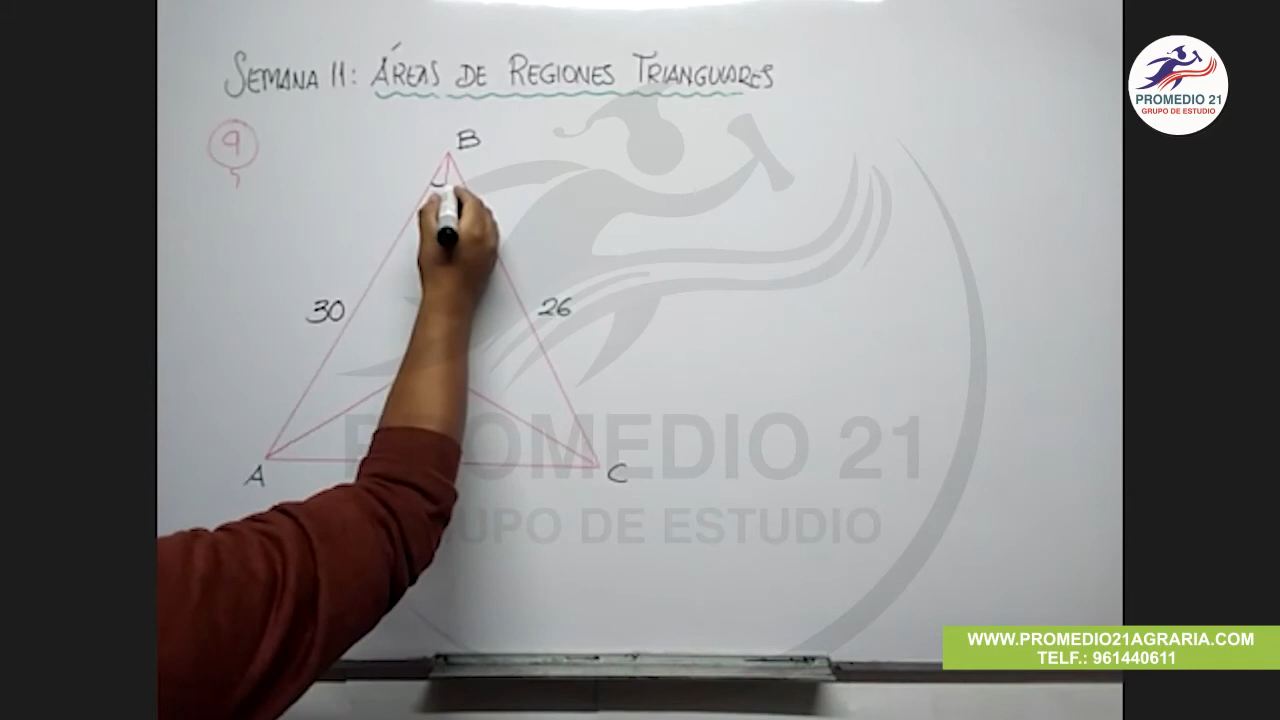 SEMANA 11: ÁREAS DE REGIONES TRIANGULARES
9
B
30
26
A
C
PROMEDIO 21
GRUPO DE ESTUDIO
PROMEDIO 21
GRUPO DE ESTUDIO
WWW.PROMEDIO21AGRARIA.COM
TELF.: 961440611